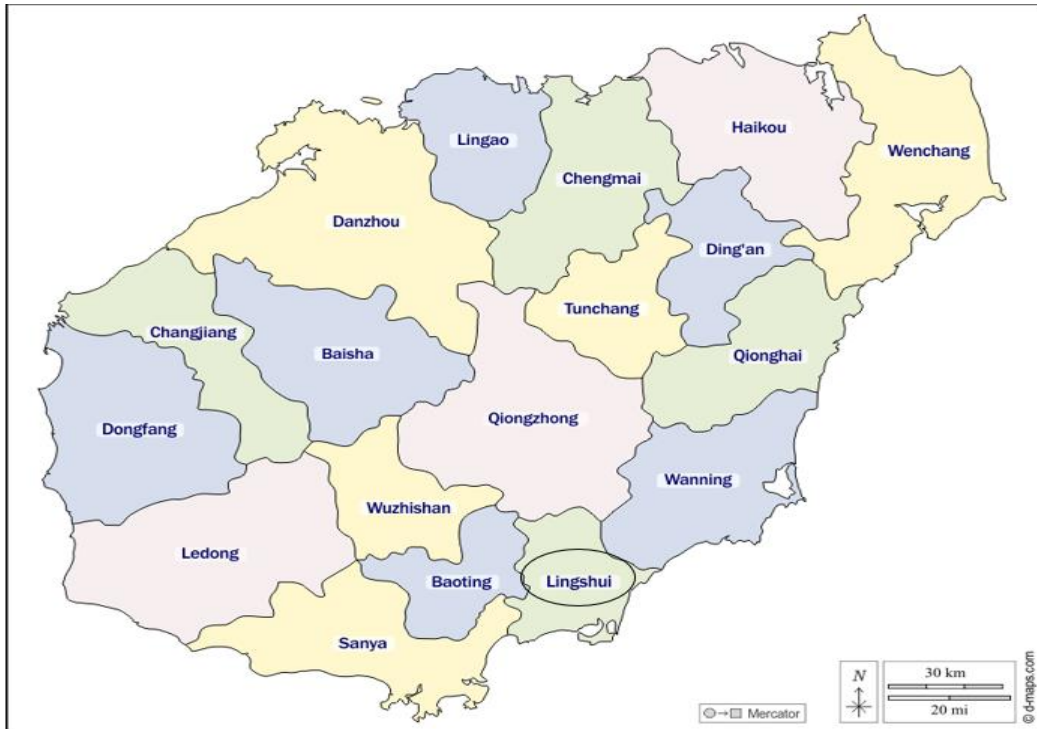 Haikou
Lingao
Wenchang
Chengmai
Danzhou
Ding'an
Tunchang
Changjiang
Baisha
Qionghai
Qiongzhong
Dongfang
Wanning
Wuzhishan
Ledong
Baoting
Lingshui
Sanya
N
30 km
20 mi
Mercator
© d-maps.com